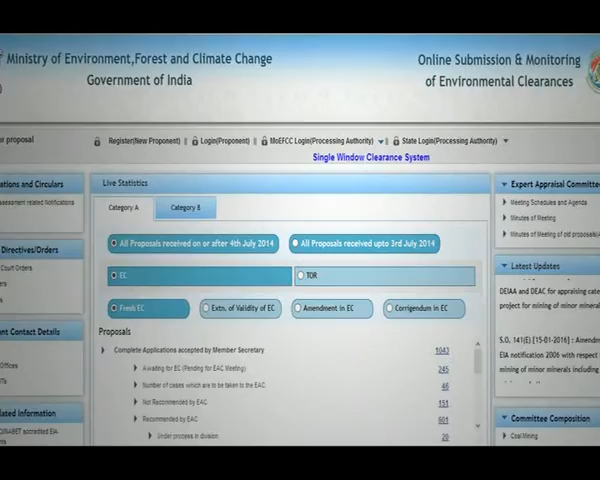 Ministry of Environment,Forest and Climate Change
Government of India
Online Submission & Monitoring
of Environmental Clearances
proposal
Register(New Proponent) || Login(Proponent) || MoEFCC Login(Processing Authority) || State Login(Processing Authority)
Single Window Clearance System
and Circulars
related Notifications
Directives/Orders
Court Orders
Contact Details
Offices
Information
accredited EIA
Live Statistics
Category A
Category B
All Proposals received on or after 4th July 2014
All Proposals received upto 3rd July 2014
EC
TOR
Fresh EC
Extn. of Validity of EC
Amendment in EC
Corrigendum in EC
Proposals
Complete Applications accepted by Member Secretary 1043
Awaiting for EC (Pending for EAC Meeting) 245
Number of cases which are to be taken to the EAC. 46
Not Recommended by EAC 151
Recommended by EAC 601
Under process in division 20
Expert Appraisal Committee
Meeting Schedules and Agenda
Minutes of Meeting
Minutes of Meeting of old proposals
Latest Updates
DEIAA and DEAC for appraising
project for mining of minor
S.O. 141(E) [15-01-2016] :
EIA notification 2006 with respect
mining of minor minerals including
Committee Composition
Coal Mining